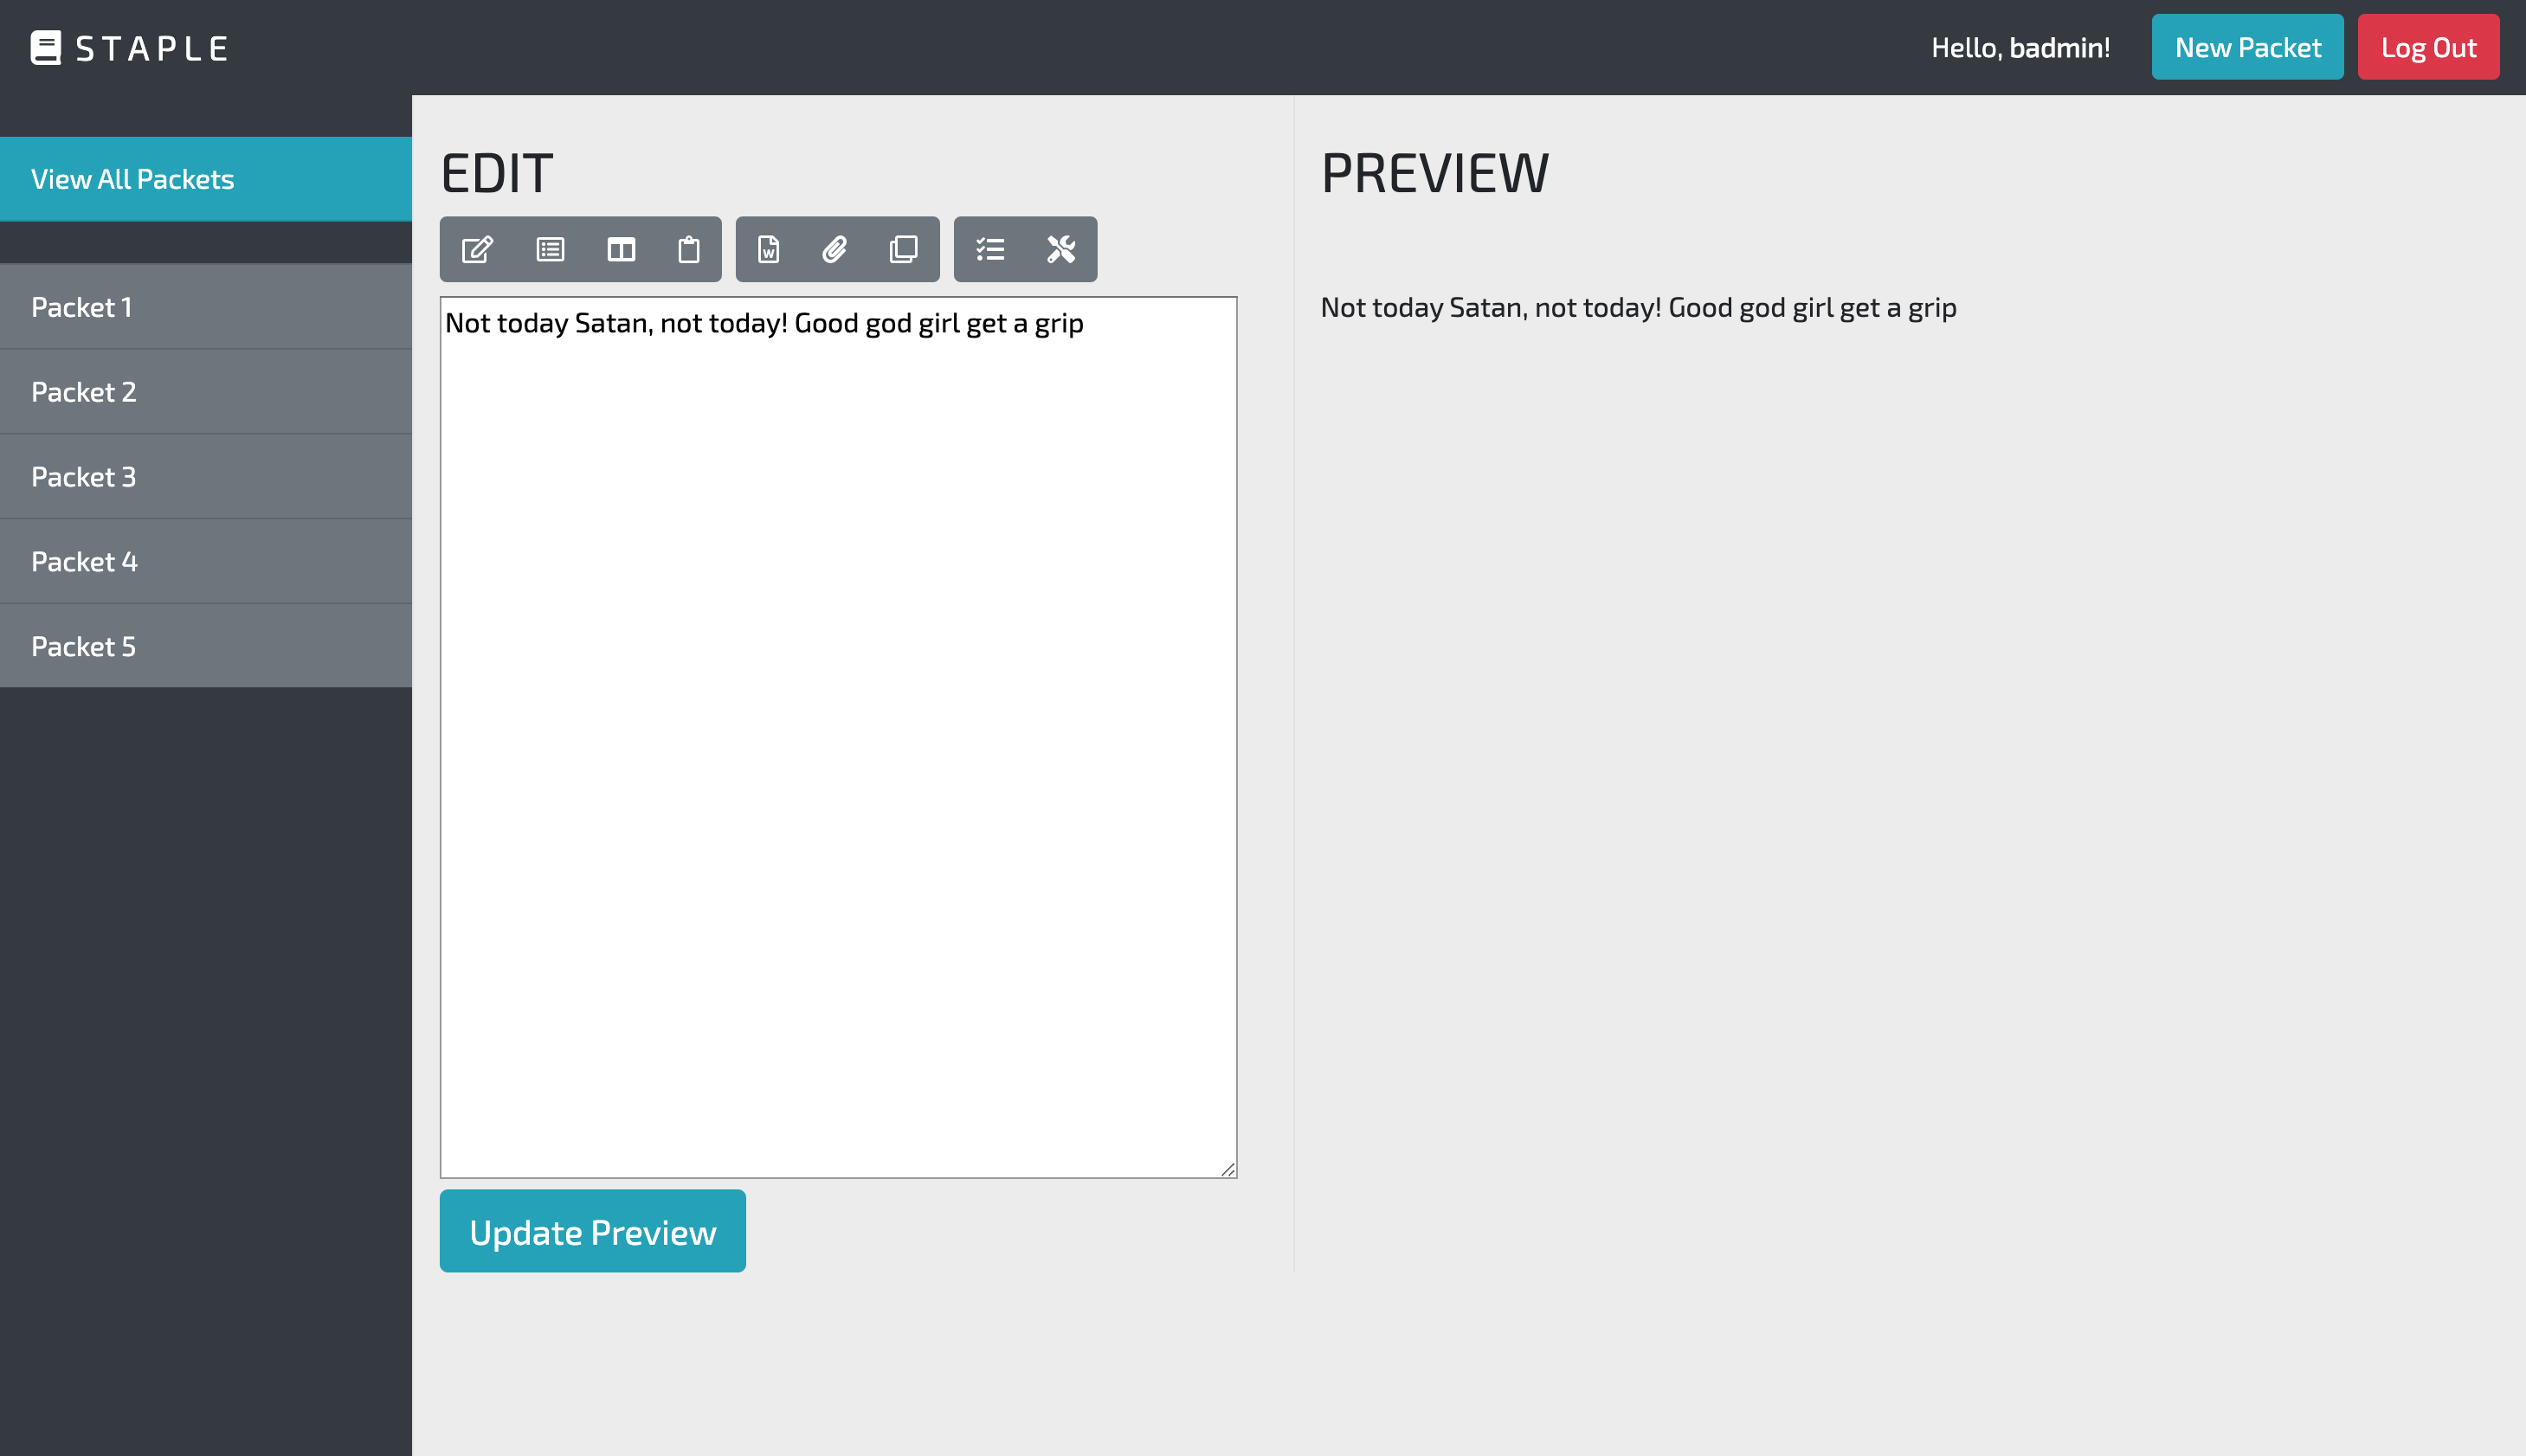 STAPLE
Hello, badmin!
New Packet
Log Out
View All Packets
Packet 1
Packet 2
Packet 3
Packet 4
Packet 5
EDIT
W
Not today Satan, not today! Good god girl get a grip
Update Preview
PREVIEW
Not today Satan, not today! Good god girl get a grip